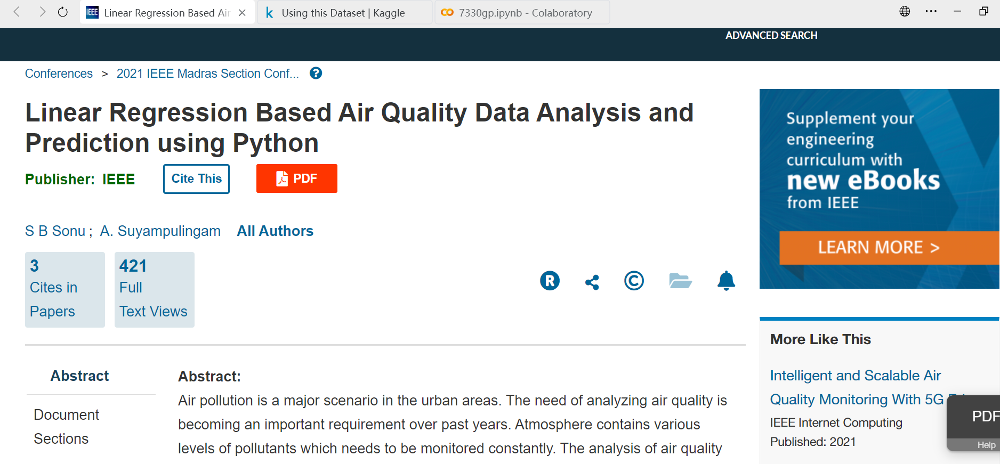 IEEE Linear Regression Based Air
Using this Dataset | Kaggle
7330gp.ipynb - Colaboratory
ADVANCED SEARCH
Conferences > 2021 IEEE Madras Section Conf... ?
Linear Regression Based Air Quality Data Analysis and
Prediction using Python
Publisher: IEEE
Cite This
PDF
S B Sonu ; A. Suyampulingam All Authors
3
Cites in
Papers
421
Full
Text Views
R
©
Abstract
Document
Sections
Abstract:
Air pollution is a major scenario in the urban areas. The need of analyzing air quality is
becoming an important requirement over past years. Atmosphere contains various
levels of pollutants which needs to be monitored constantly. The analysis of air quality
Supplement your
engineering
curriculum with
new eBooks
from IEEE
LEARN MORE >
More Like This
Intelligent and Scalable Air
Quality Monitoring With 5G
IEEE Internet Computing
Published: 2021
PDF
Help